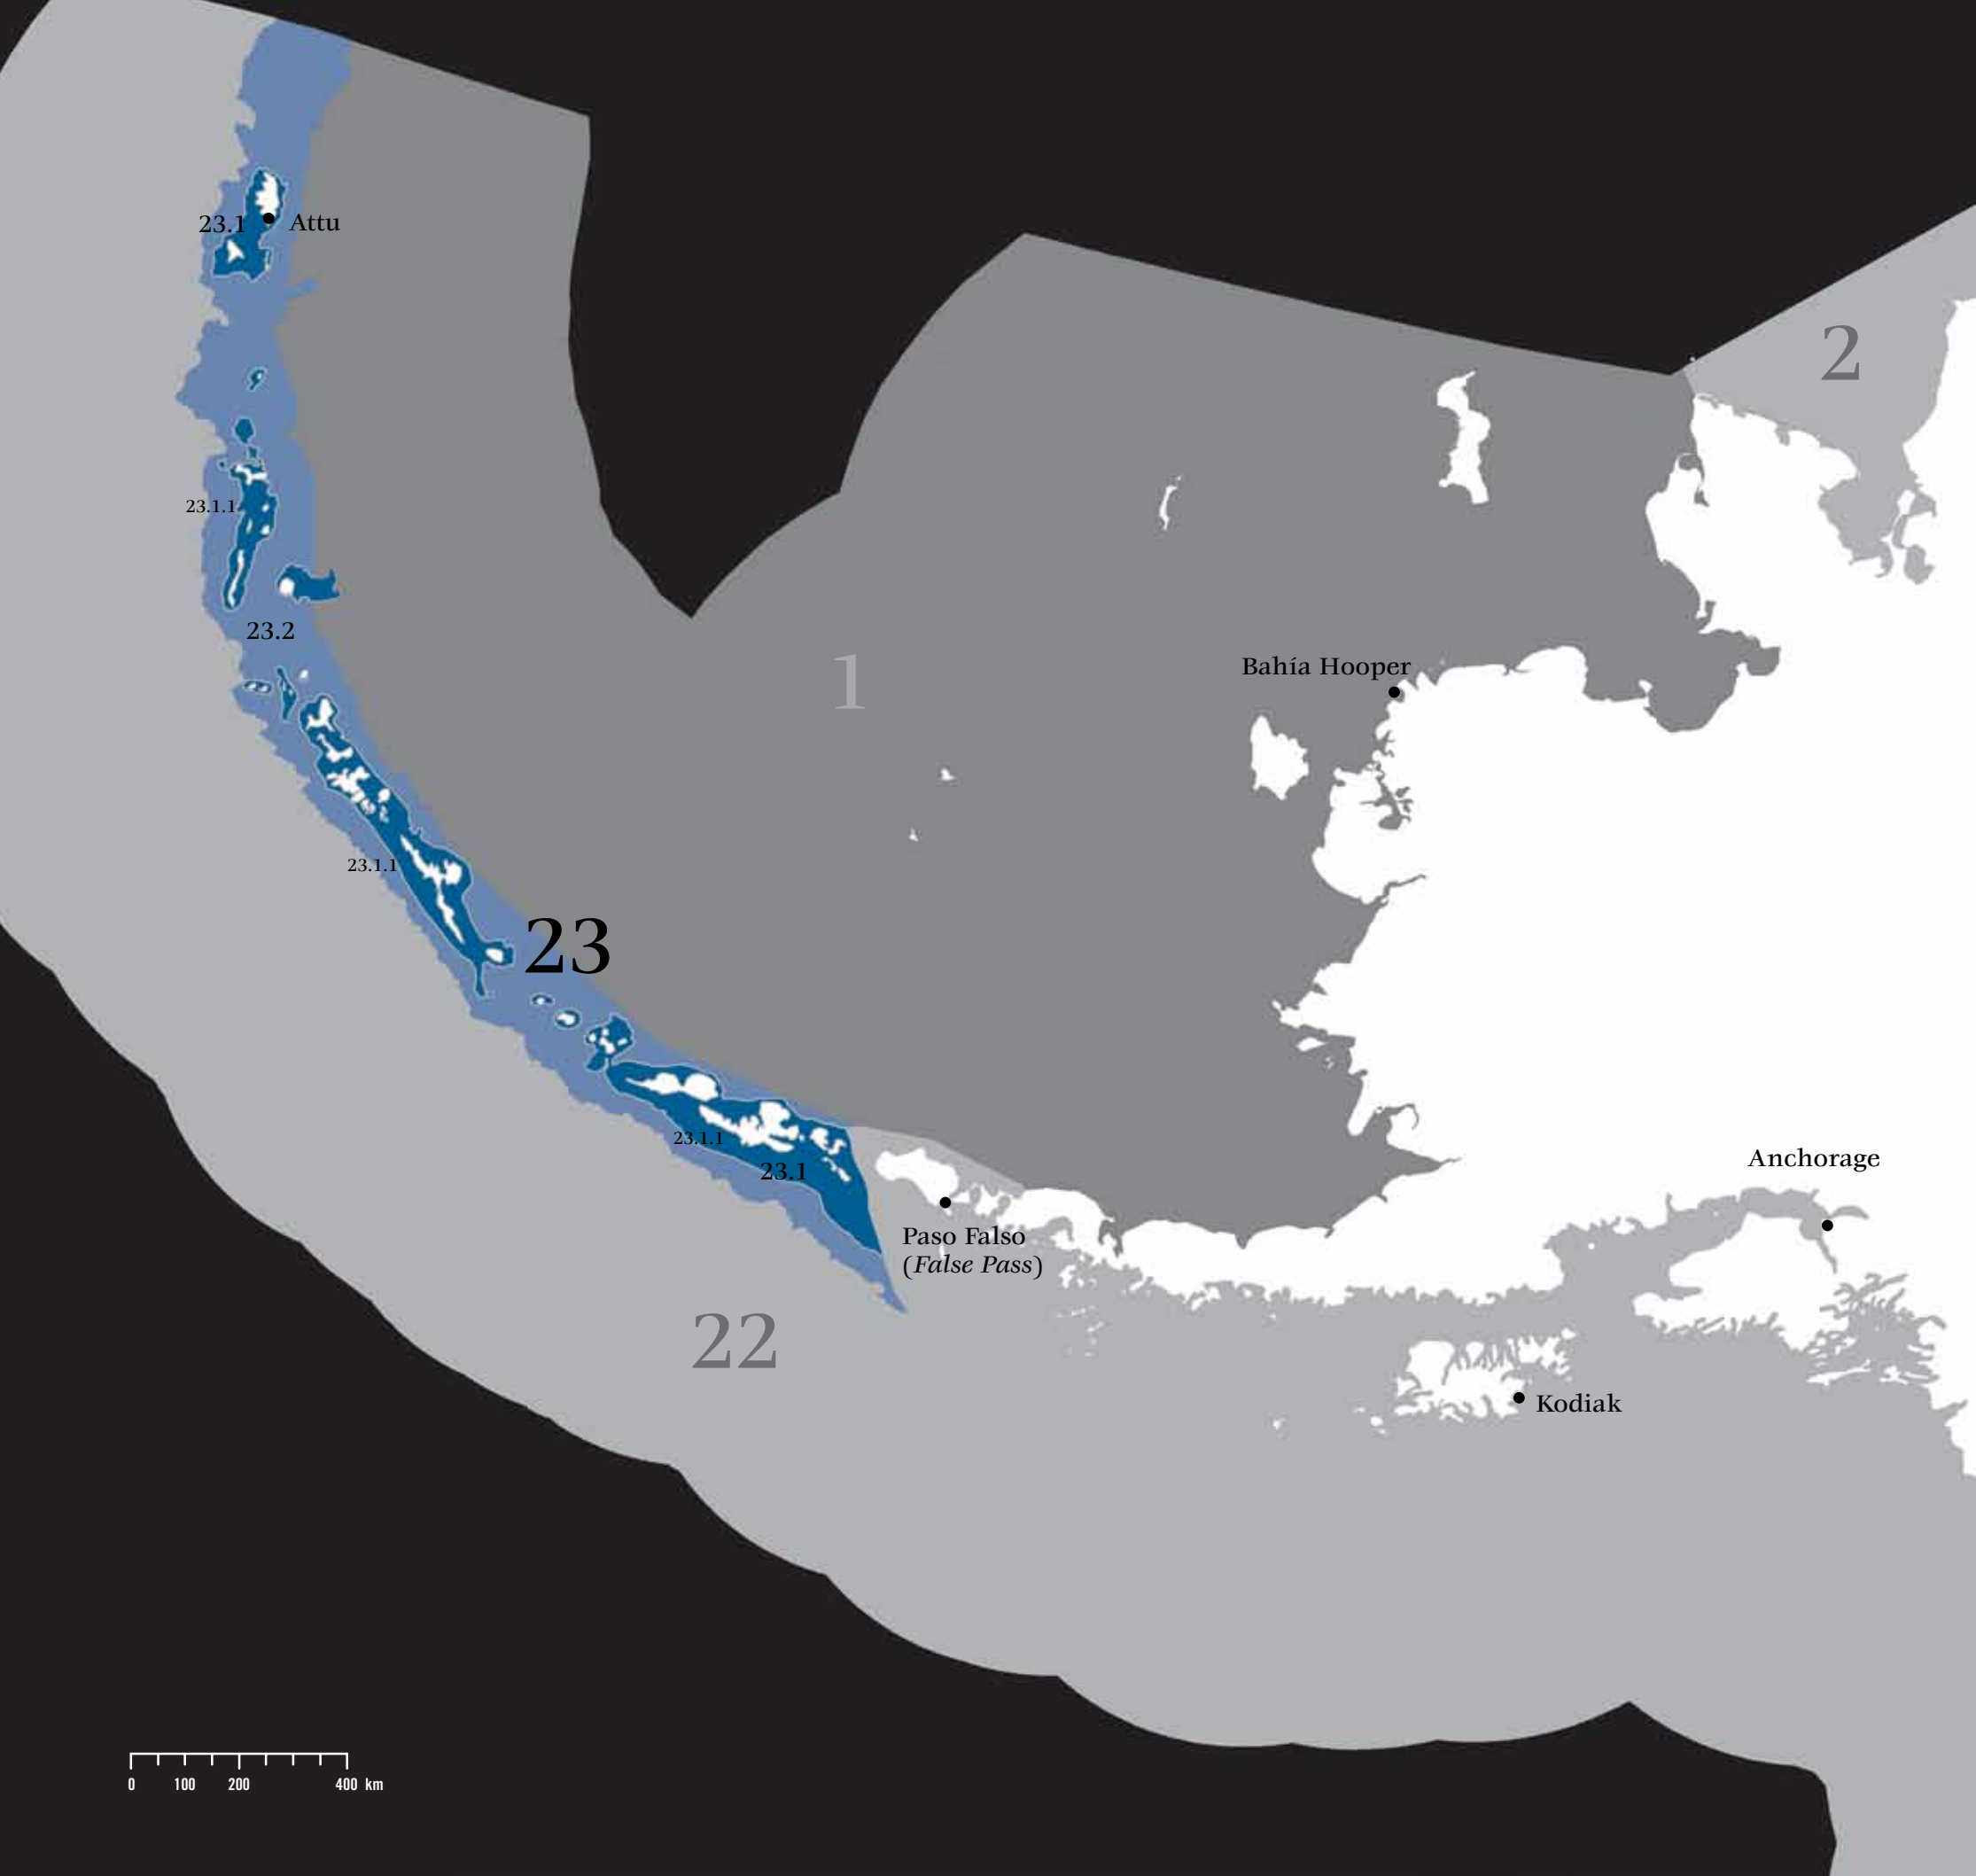 23.1
Attu
2
23.1.1
23.2
1
Bahía Hooper
23.1.1
23
23.1.1
23.1
Anchorage
Paso Falso
(False Pass)
22
Kodiak
0 100 200 400 km